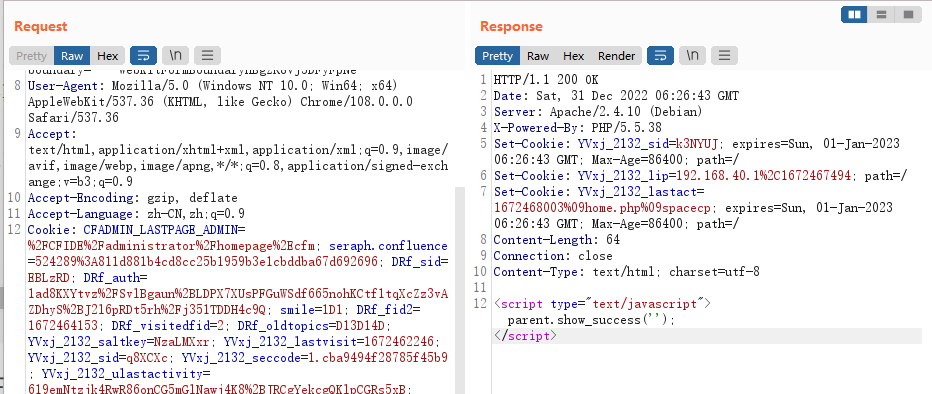 Request
Pretty Raw Hex \n
8 User-Agent: Mozilla/5.0 (Windows NT 10.0; Win64; x64)
AppleWebKit/537.36 (KHTML, like Gecko) Chrome/108.0.0.0
Safari/537.36
9 Accept:
text/html,application/xhtml+xml,application/xml;q=0.9,image/
avif,image/webp,image/apng,*/*;q=0.8,application/signed-exch
ange;v=b3;q=0.9
10 Accept-Encoding: gzip, deflate
11 Accept-Language: zh-CN,zh;q=0.9
12 Cookie: CFADMIN_LASTPAGE_ADMIN=
%2FCFIDE%2Fadministrator%2Fhomepage%2Ecfm; seraph.confluence
=524289%3A811d881b4cd8cc25b1959b3e1cbddba67d692696; DRf_sid=
EBLzRD; DRf_auth=
1ad8KXYtvz%2FSvlBgaun%2BLDPX7XUsPFGuWSdf665nohKCtfltqXcZz3vA
ZDhyS%2BJ2l6pRDt5rh%2Fj351TDDH4c9Q; smile=1D1; DRf_fid2=
1672464153; DRf_visitedfid=2; DRf_oldtopics=D13D14D;
YVxj_2132_saltkey=NzaLMXxr; YVxj_2132_lastvisit=1672462246;
YVxj_2132_sid=q8XCXc; YVxj_2132_seccode=1.cba9494f28785f45b9
; YVxj_2132_ulastactivity=
619emNtzjk4RwR86onCG5mGlNawj4K8%2BJRCgYekcgQKlpCGRs5xB;
Response
Pretty Raw Hex Render \n
1 HTTP/1.1 200 OK
2 Date: Sat, 31 Dec 2022 06:26:43 GMT
3 Server: Apache/2.4.10 (Debian)
4 X-Powered-By: PHP/5.5.38
5 Set-Cookie: YVxj_2132_sid=k3NYUJ; expires=Sun, 01-Jan-2023
06:26:43 GMT; Max-Age=86400; path=/
6 Set-Cookie: YVxj_2132_lip=192.168.40.1%2C1672467494; path=/
7 Set-Cookie: YVxj_2132_lastact=
1672468003%09home.php%09spacecp; expires=Sun, 01-Jan-2023
06:26:43 GMT; Max-Age=86400; path=/
8 Content-Length: 64
9 Connection: close
10 Content-Type: text/html; charset=utf-8
11
12 <script type="text/javascript">
parent.show_success('');
</script>